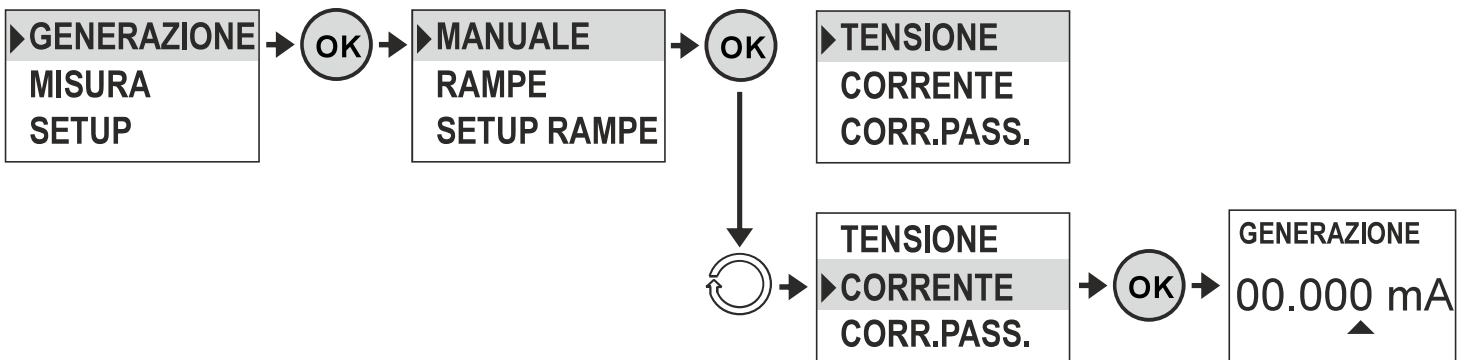 GENERAZIONE
MISURA
SETUP
OK
MANUALE
RAMPE
SETUP RAMPE
OK
TENSIONE
CORRENTE
CORR.PASS.
TENSIONE
CORRENTE
CORR.PASS.
OK
GENERAZIONE
00.000 mA